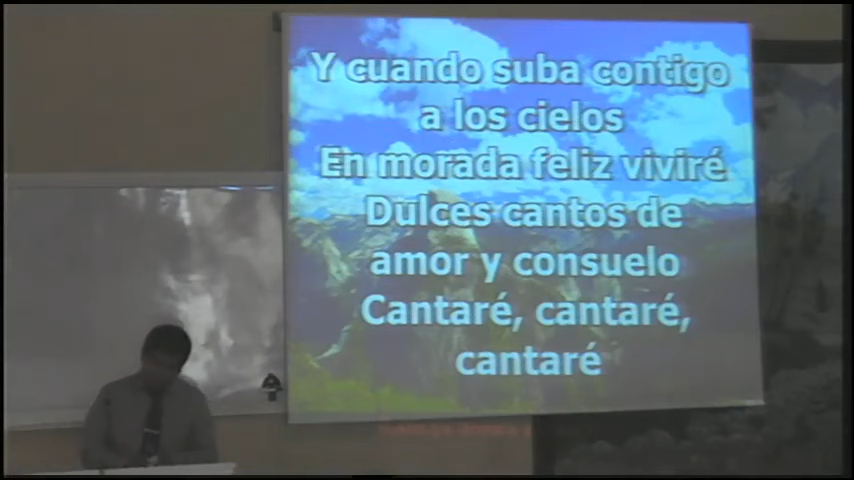 Y cuando suba contigo
a los cielos
En morada feliz viviré
Dulces cantos de
amor y consuelo
Cantaré, cantaré,
cantaré